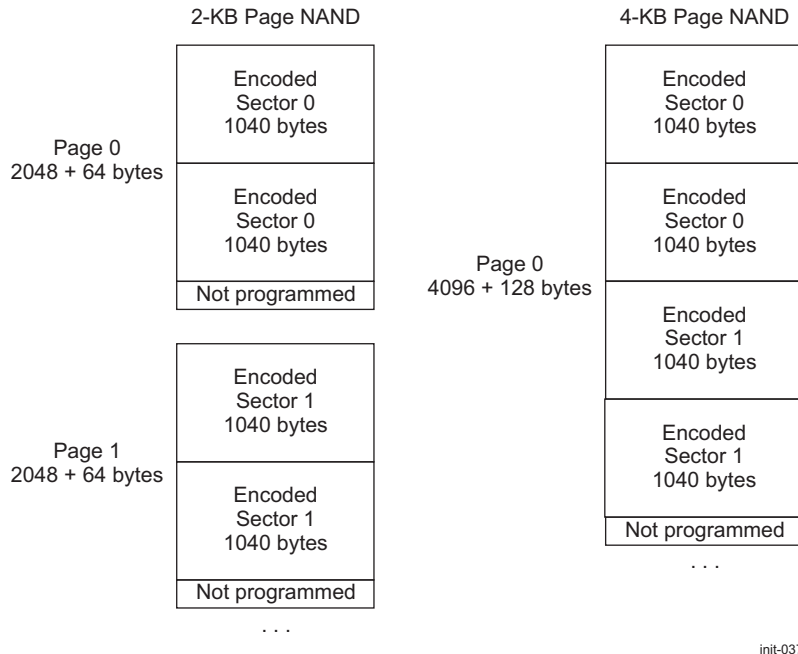 2-KB Page NAND
Encoded
Sector 0
1040 bytes
Page 0
2048 + 64 bytes
Encoded
Sector 0
1040 bytes
Not programmed
Encoded
Sector 1
1040 bytes
Page 1
2048 + 64 bytes
Encoded
Sector 1
1040 bytes
Not programmed
. . .
4-KB Page NAND
Encoded
Sector 0
1040 bytes
Encoded
Sector 0
1040 bytes
Page 0
4096 + 128 bytes
Encoded
Sector 1
1040 bytes
Encoded
Sector 1
1040 bytes
Not programmed
. . .
init-037